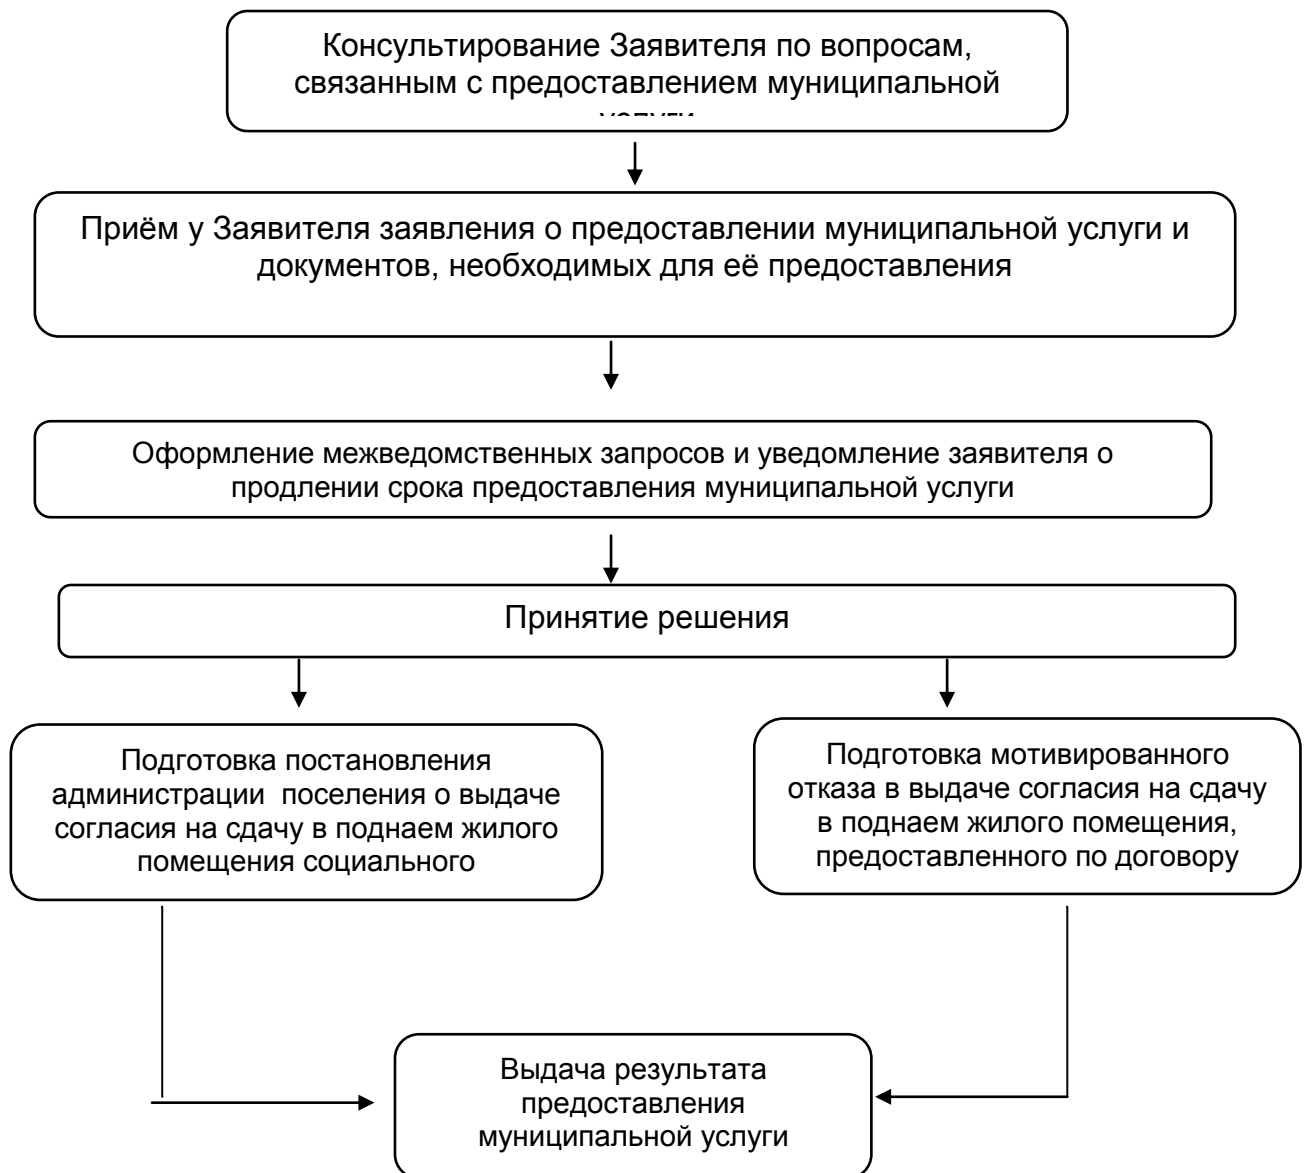 Консультирование Заявителя по вопросам,
связанным с предоставлением муниципальной
услуги
Приём у Заявителя заявления о предоставлении муниципальной услуги и
документов, необходимых для её предоставления
Оформление межведомственных запросов и уведомление заявителя о
продлении срока предоставления муниципальной услуги
Принятие решения
Подготовка постановления
администрации поселения о выдаче
согласия на сдачу в поднаем жилого
помещения социального
Подготовка мотивированного
отказа в выдаче согласия на сдачу
в поднаем жилого помещения,
предоставленного по договору
Выдача результата
предоставления
муниципальной услуги